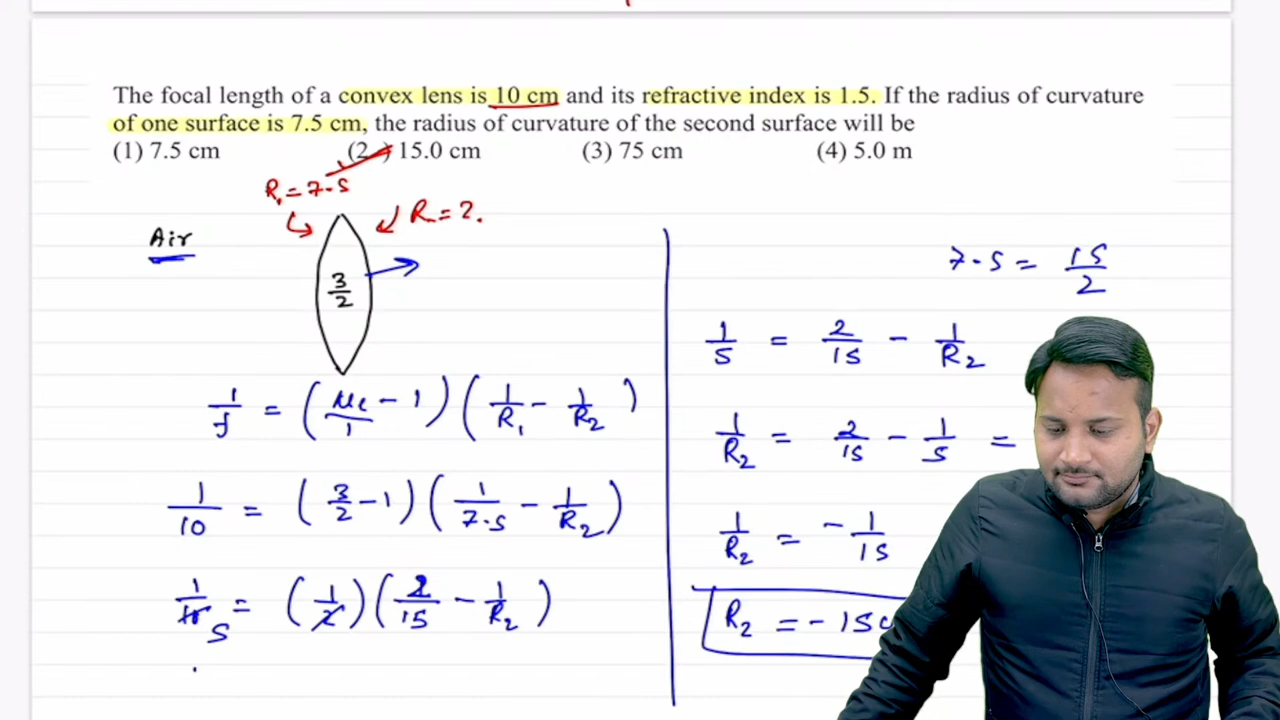 The focal length of a convex lens is 10 cm and its refractive index is 1.5. If the radius of curvature
of one surface is 7.5 cm, the radius of curvature of the second surface will be
(1) 7.5 cm (2) 15.0 cm (3) 75 cm (4) 5.0 m
R₁ = 7.5
R = ?.
Air
3/2
1/f = (μL/1 - 1)(1/R₁ - 1/R₂)
1/10 = (3/2 - 1)(1/7.5 - 1/R₂)
1/10 5 = (1/2)(2/15 - 1/R₂)
7.5 = 15/2
1/5 = 2/15 - 1/R₂
1/R₂ = 2/15 - 1/5 =
1/R₂ = -1/15
R₂ = -15c